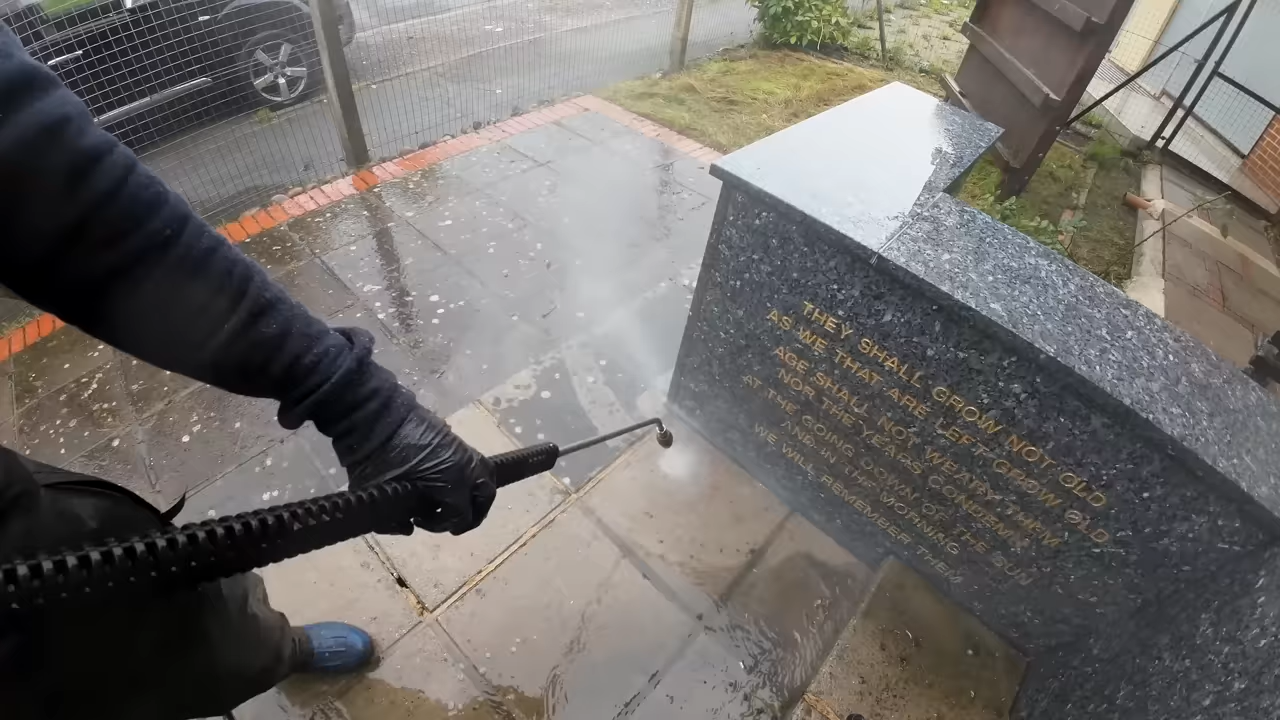 THEY SHALL GROW NOT OLD
AS WE THAT ARE LEFT GROW OLD
AGE SHALL NOT WEARY THEM
NOR THE YEARS CONDEMN
AT THE GOING DOWN OF THE SUN
AND IN THE MORNING
WE WILL REMEMBER THEM